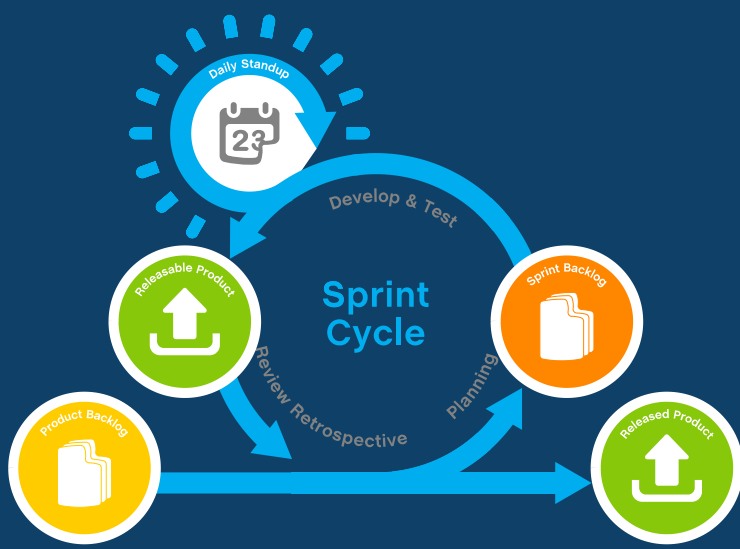 Daily Standup
23
Develop & Test
Releasable Product
Sprint
Cycle
Sprint Backlog
Review Retrospective
Planning
Product Backlog
Released Product